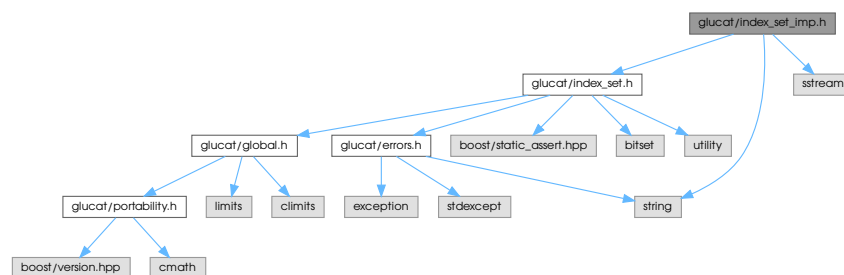 glucat/index_set_imp.h
glucat/index_set.h
sstream
glucat/global.h
glucat/errors.h
boost/static_assert.hpp
bitset
utility
glucat/portability.h
limits
climits
exception
stdexcept
string
boost/version.hpp
cmath